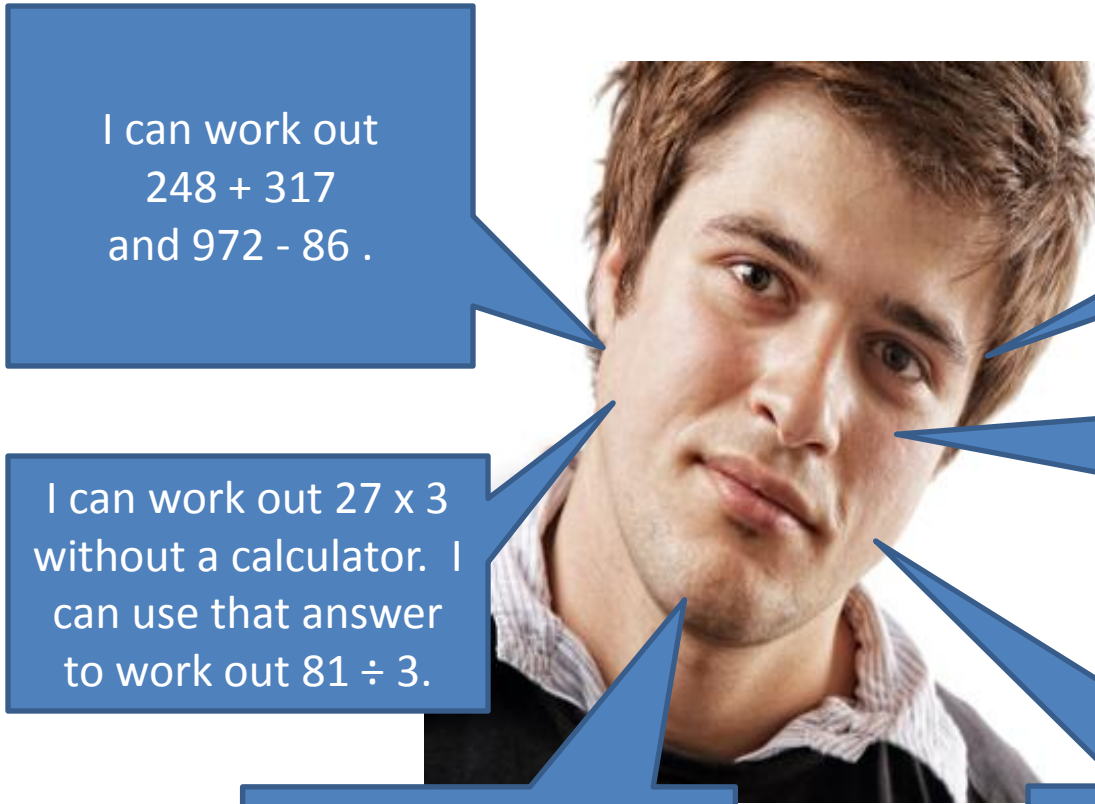 I can work out
248 + 317
and 972 - 86 .
I can work out 27 x 3
without a calculator.  I
can use that answer
to work out 81 ÷ 3.